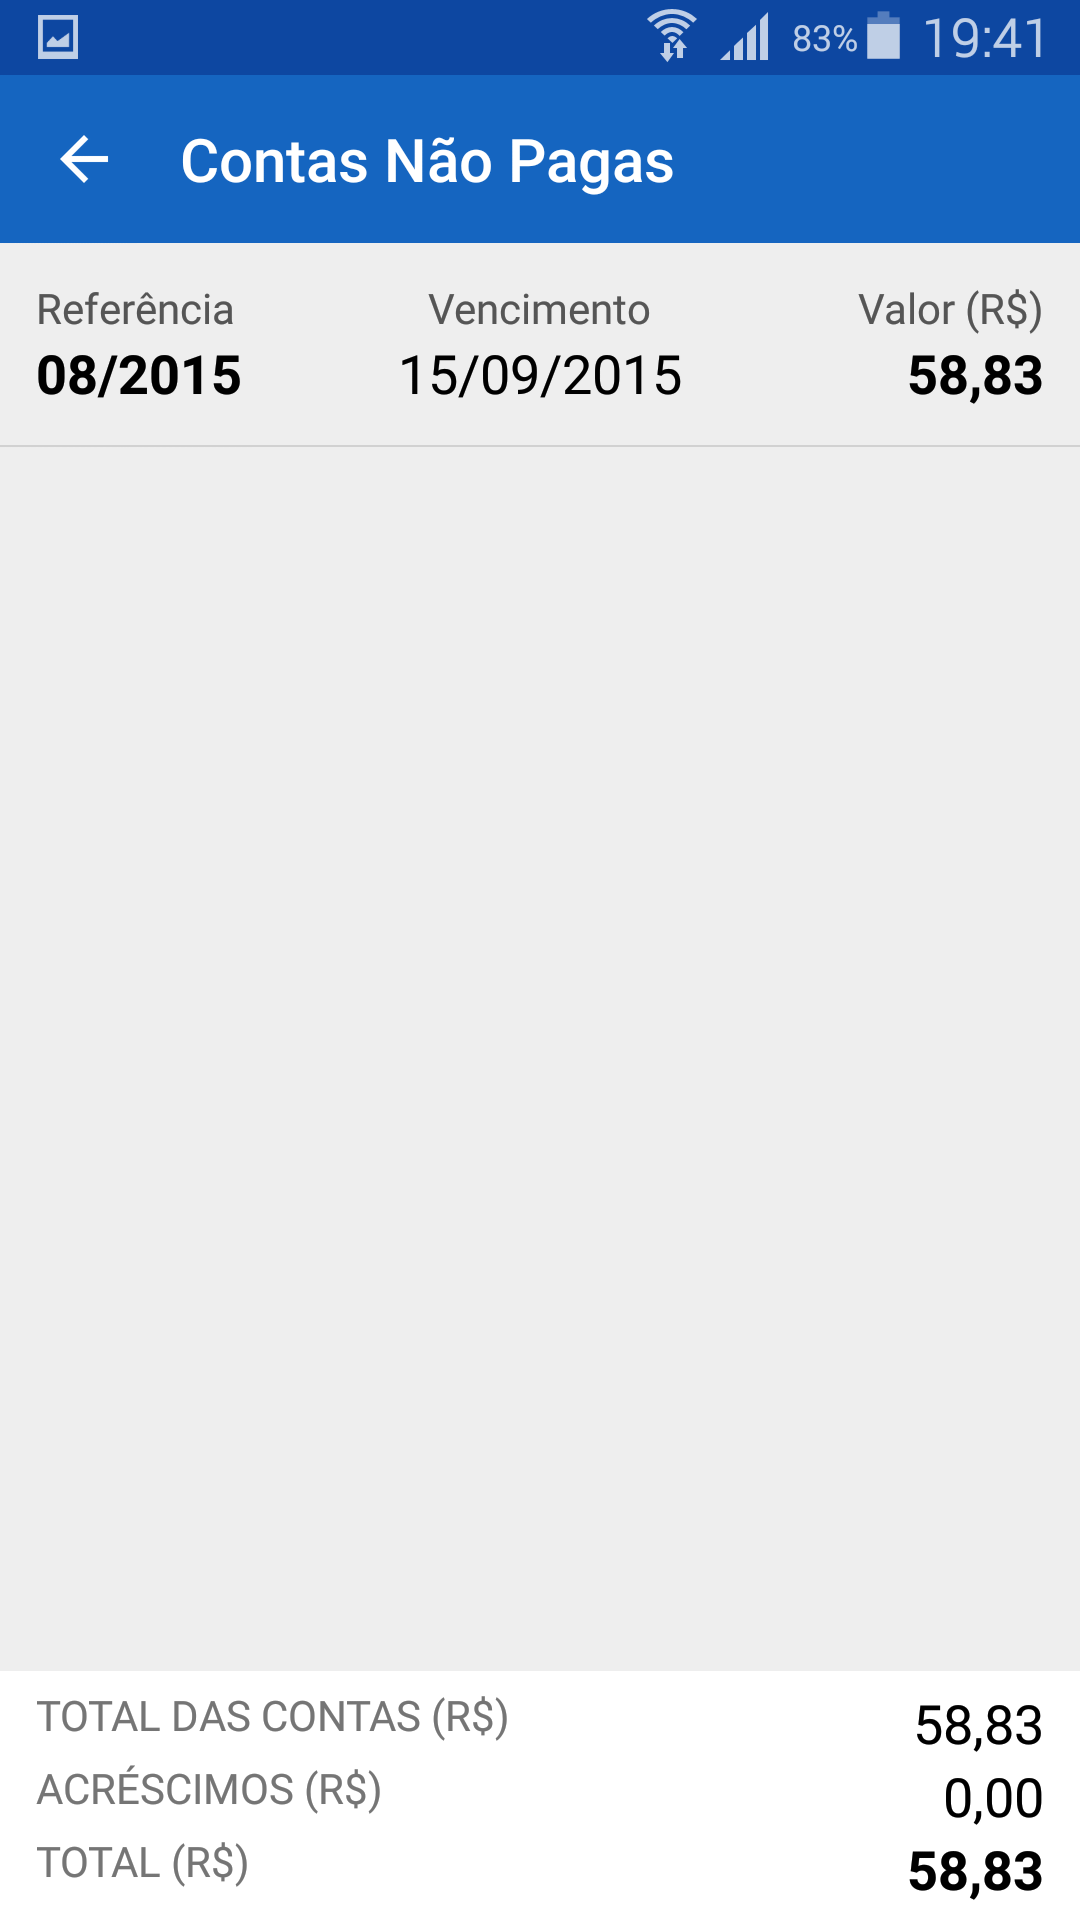 83% 19:41
Contas Não Pagas
Referência Vencimento Valor (R$)
08/2015 15/09/2015 58,83
TOTAL DAS CONTAS (R$) 58,83
ACRÉSCIMOS (R$) 0,00
TOTAL (R$) 58,83